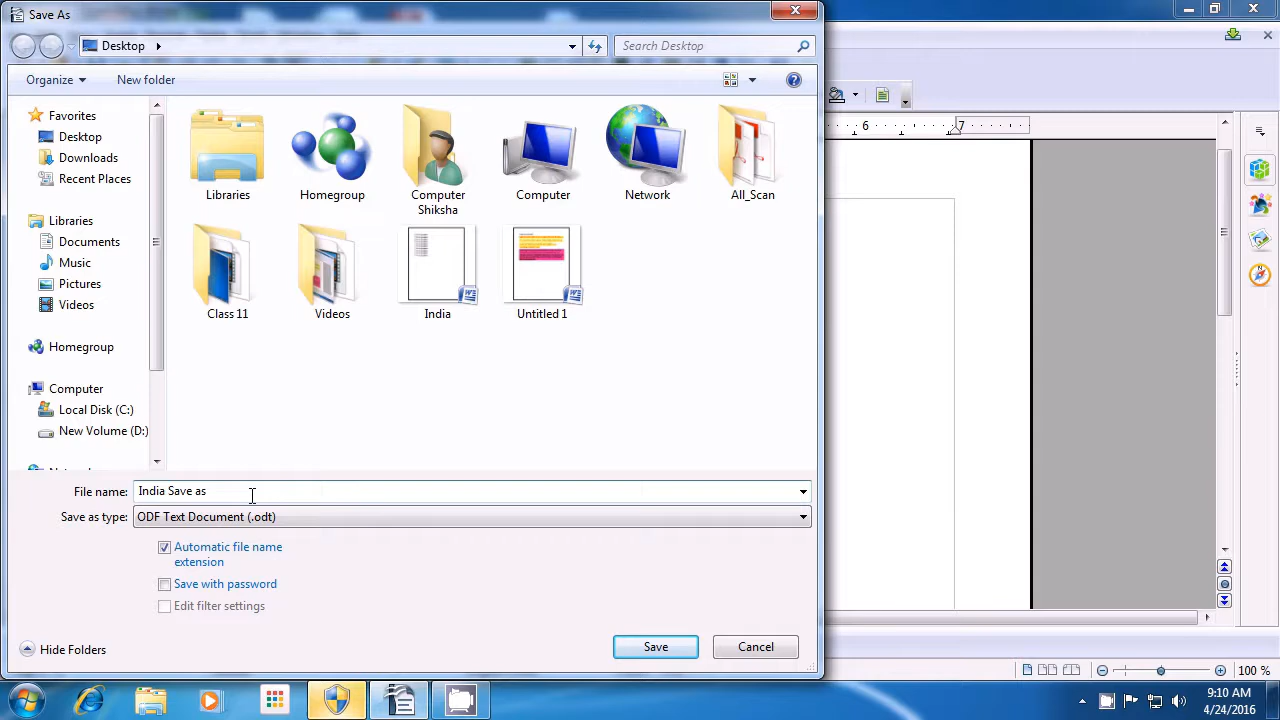 Save As
Desktop
Search Desktop
Organize
New folder
Favorites
Desktop
Downloads
Recent Places
Libraries
Documents
Music
Pictures
Videos
Homegroup
Computer
Local Disk (C:)
New Volume (D:)
Libraries
Homegroup
Computer
Shiksha
Computer
Network
All_Scan
Class 11
Videos
India
Untitled 1
6
7
File name:
India Save as
Save as type:
ODF Text Document (.odt)
Automatic file name
extension
Save with password
Edit filter settings
Hide Folders
Save
Cancel
100 %
9:10 AM
4/24/2016